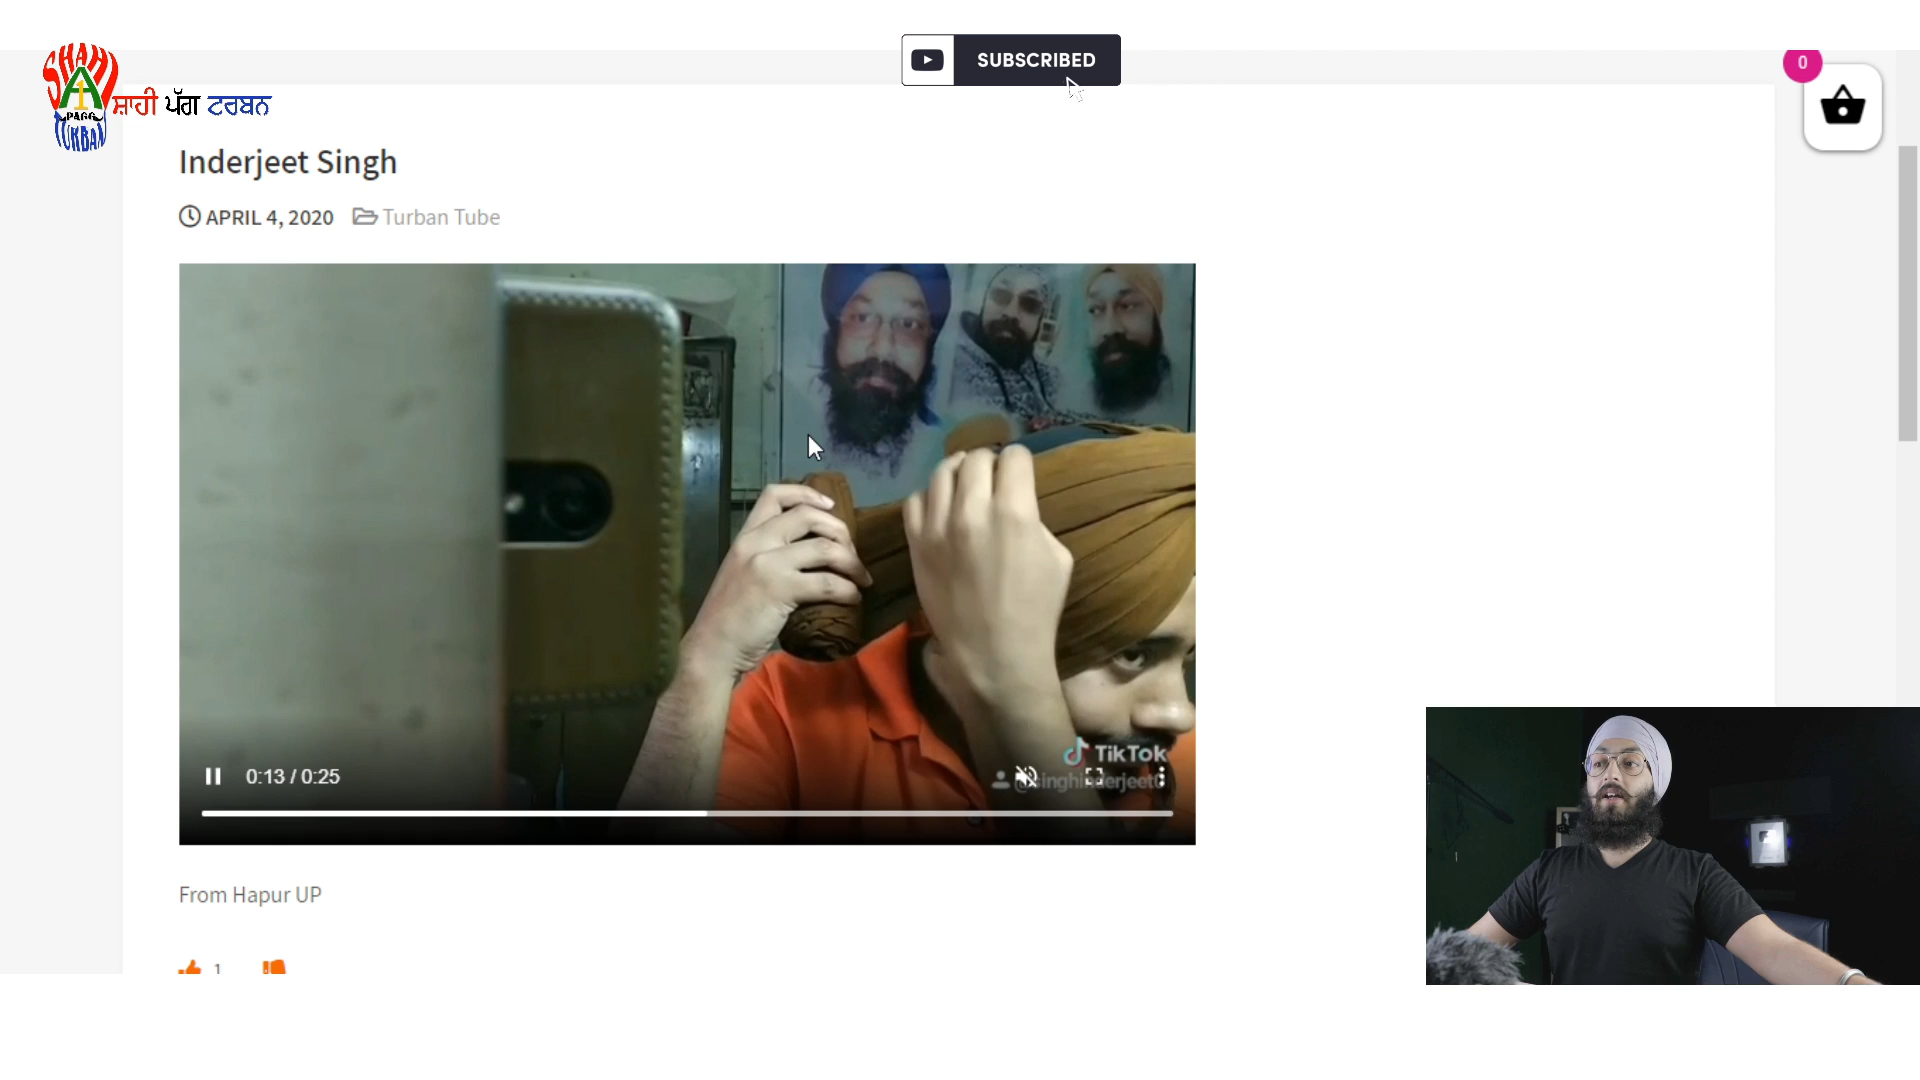 SUBSCRIBED
0
SHAHI
A1
PAGG
TURBAN
ਸ਼ਾਹੀ ਪੱਗ ਟਰਬਨ
Inderjeet Singh
APRIL 4, 2020 Turban Tube
TikTok
0:13 / 0:25
From Hapur UP
1